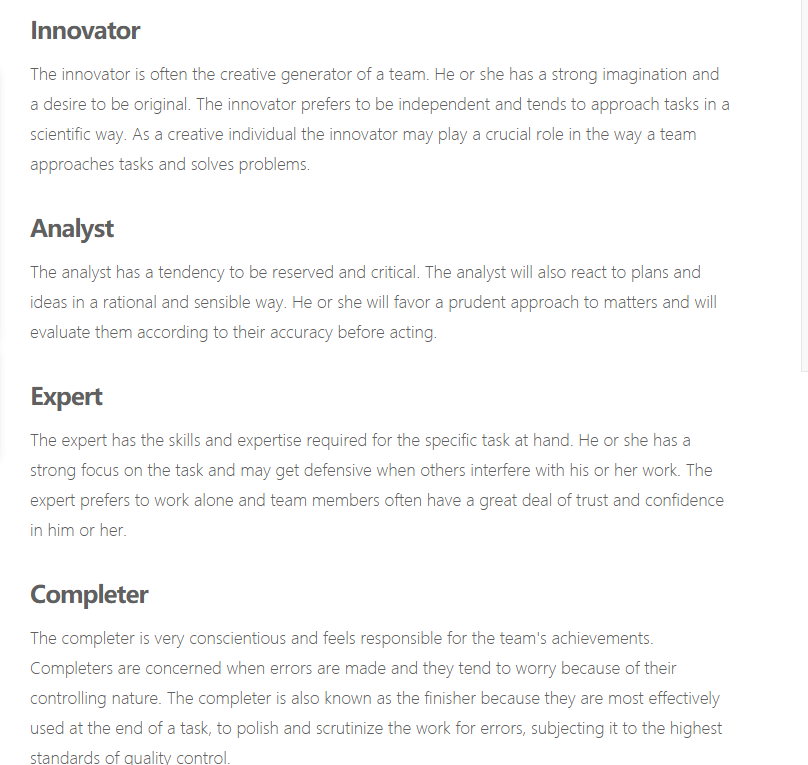 Innovator
The innovator is often the creative generator of a team. He or she has a strong imagination and
a desire to be original. The innovator prefers to be independent and tends to approach tasks in a
scientific way. As a creative individual the innovator may play a crucial role in the way a team
approaches tasks and solves problems.
Analyst
The analyst has a tendency to be reserved and critical. The analyst will also react to plans and
ideas in a rational and sensible way. He or she will favor a prudent approach to matters and will
evaluate them according to their accuracy before acting.
Expert
The expert has the skills and expertise required for the specific task at hand. He or she has a
strong focus on the task and may get defensive when others interfere with his or her work. The
expert prefers to work alone and team members often have a great deal of trust and confidence
in him or her.
Completer
The completer is very conscientious and feels responsible for the team's achievements.
Completers are concerned when errors are made and they tend to worry because of their
controlling nature. The completer is also known as the finisher because they are most effectively
used at the end of a task, to polish and scrutinize the work for errors, subjecting it to the highest
standards of quality control.